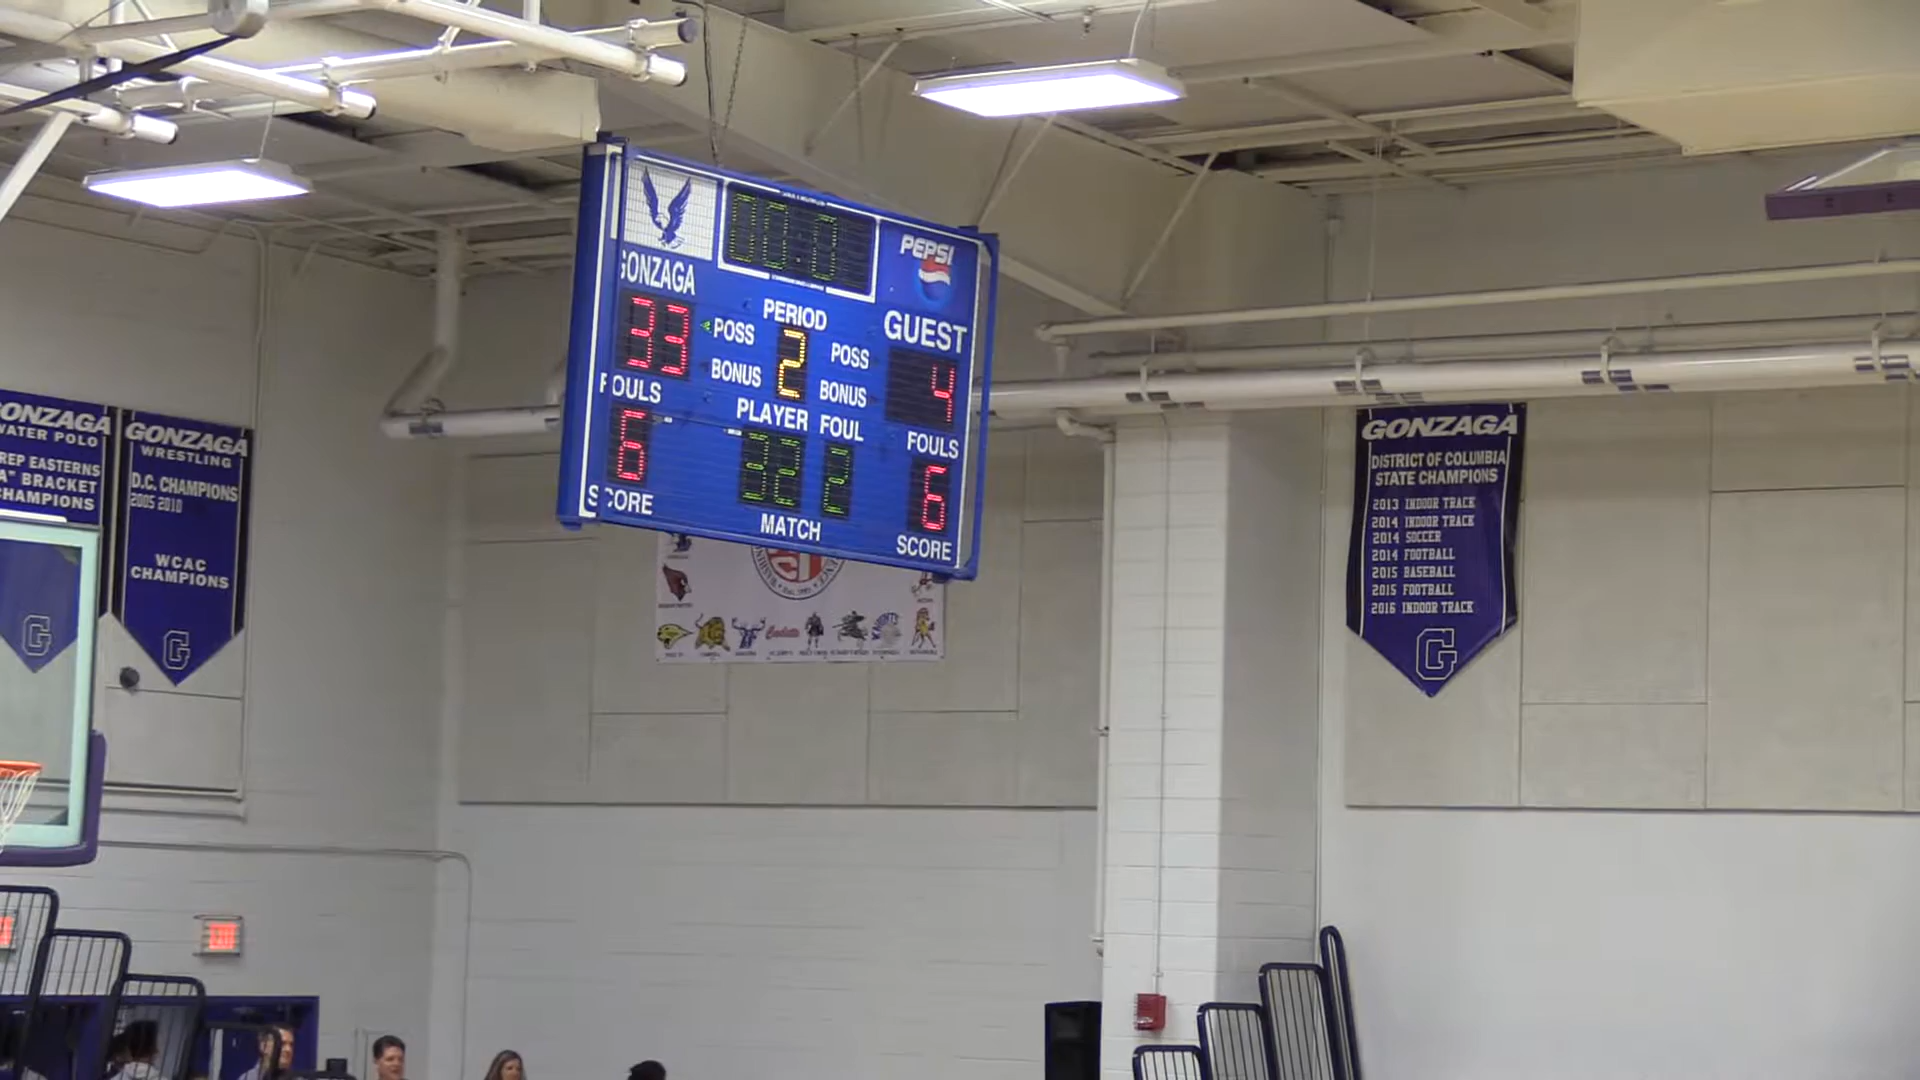 GONZAGA
00.0
PEPSI
GUEST
33
POSS
PERIOD
2
POSS
4
BONUS
BONUS
FOULS
PLAYER
FOUL
FOULS
6
32
2
6
SCORE
MATCH
SCORE
GONZAGA
WATER POLO
REP EASTERNS
A" BRACKET
CHAMPIONS
GONZAGA
WRESTLING
D.C. CHAMPIONS
2005 2010
WCAC
CHAMPIONS
G
G
Cadets
KNIGHTS
GONZAGA
DISTRICT OF COLUMBIA
STATE CHAMPIONS
2013 INDOOR TRACK
2014 INDOOR TRACK
2014 SOCCER
2014 FOOTBALL
2015 BASEBALL
2015 FOOTBALL
2016 INDOOR TRACK
G